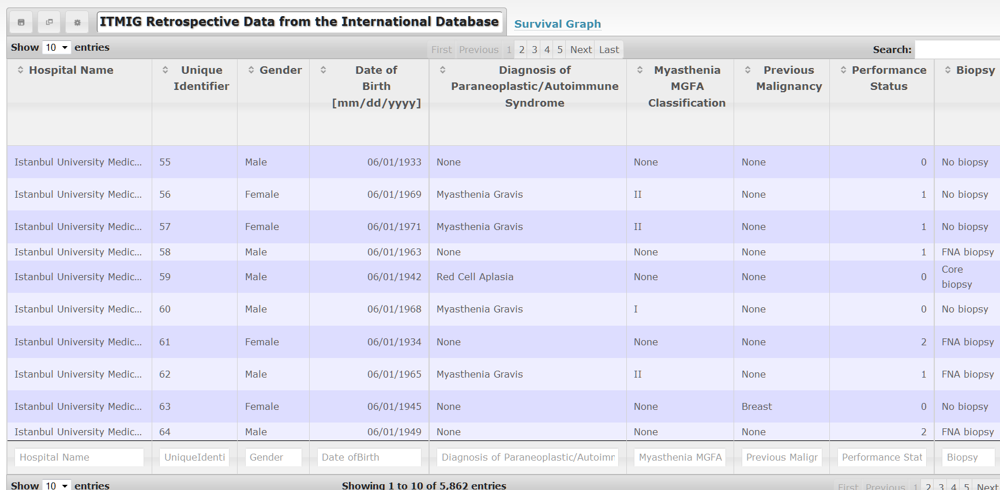 ITMIG Retrospective Data from the International Database
Survival Graph
Show 10 entries
First Previous 1 2 3 4 5 Next Last
Search:
Hospital Name
Unique
Identifier
Gender
Date of
Birth
[mm/dd/yyyy]
Diagnosis of
Paraneoplastic/Autoimmune
Syndrome
Myasthenia
MGFA
Classification
Previous
Malignancy
Performance
Status
Biopsy
Istanbul University Medic... 55 Male 06/01/1933 None None None 0 No biopsy
Istanbul University Medic... 56 Female 06/01/1969 Myasthenia Gravis II None 1 No biopsy
Istanbul University Medic... 57 Female 06/01/1971 Myasthenia Gravis II None 1 No biopsy
Istanbul University Medic... 58 Male 06/01/1963 None None None 1 FNA biopsy
Istanbul University Medic... 59 Male 06/01/1942 Red Cell Aplasia None None 0 Core
biopsy
Istanbul University Medic... 60 Male 06/01/1968 Myasthenia Gravis I None 0 No biopsy
Istanbul University Medic... 61 Female 06/01/1934 None None None 2 FNA biopsy
Istanbul University Medic... 62 Male 06/01/1965 Myasthenia Gravis II None 1 FNA biopsy
Istanbul University Medic... 63 Female 06/01/1945 None None Breast 0 No biopsy
Istanbul University Medic... 64 Male 06/01/1949 None None None 2 FNA biopsy
Hospital Name UniqueIdenti Gender Date ofBirth Diagnosis of Paraneoplastic/Autoimm Myasthenia MGFA Previous Maligr Performance Stat Biopsy
Show 10 entries
Showing 1 to 10 of 5,862 entries
First Previous 1 2 3 4 5 Next